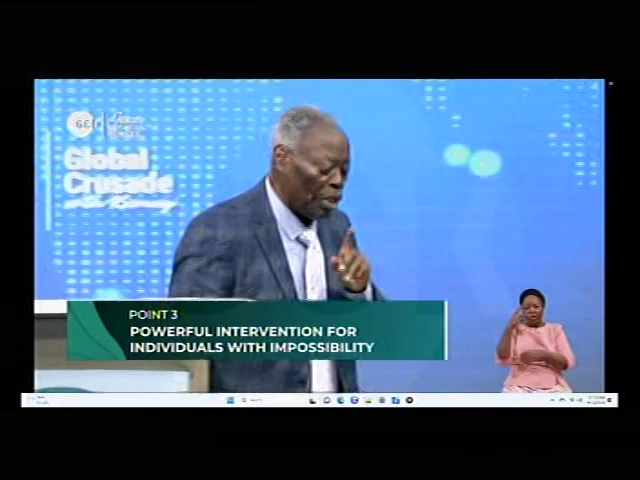 Global
Crusade
POINT 3
POWERFUL INTERVENTION FOR
INDIVIDUALS WITH IMPOSSIBILITY